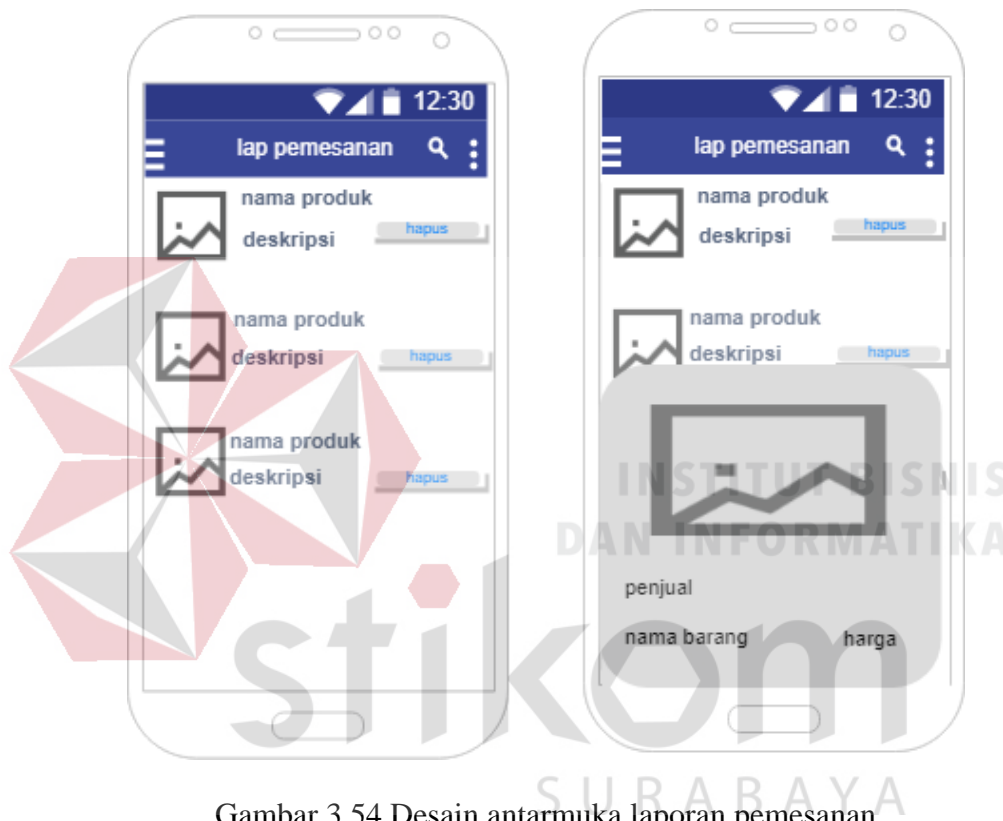 12:30
lap pemesanan
nama produk
deskripsi
hapus
nama produk
deskripsi
hapus
nama produk
deskripsi
hapus
12:30
lap pemesanan
nama produk
deskripsi
hapus
nama produk
deskripsi
hapus
penjual
nama barang
harga
INSTITUT BISNIS
DAN INFORMATIKA
stikom
SURABAYA
Gambar 3.54 Desain antarmuka laporan pemesanan